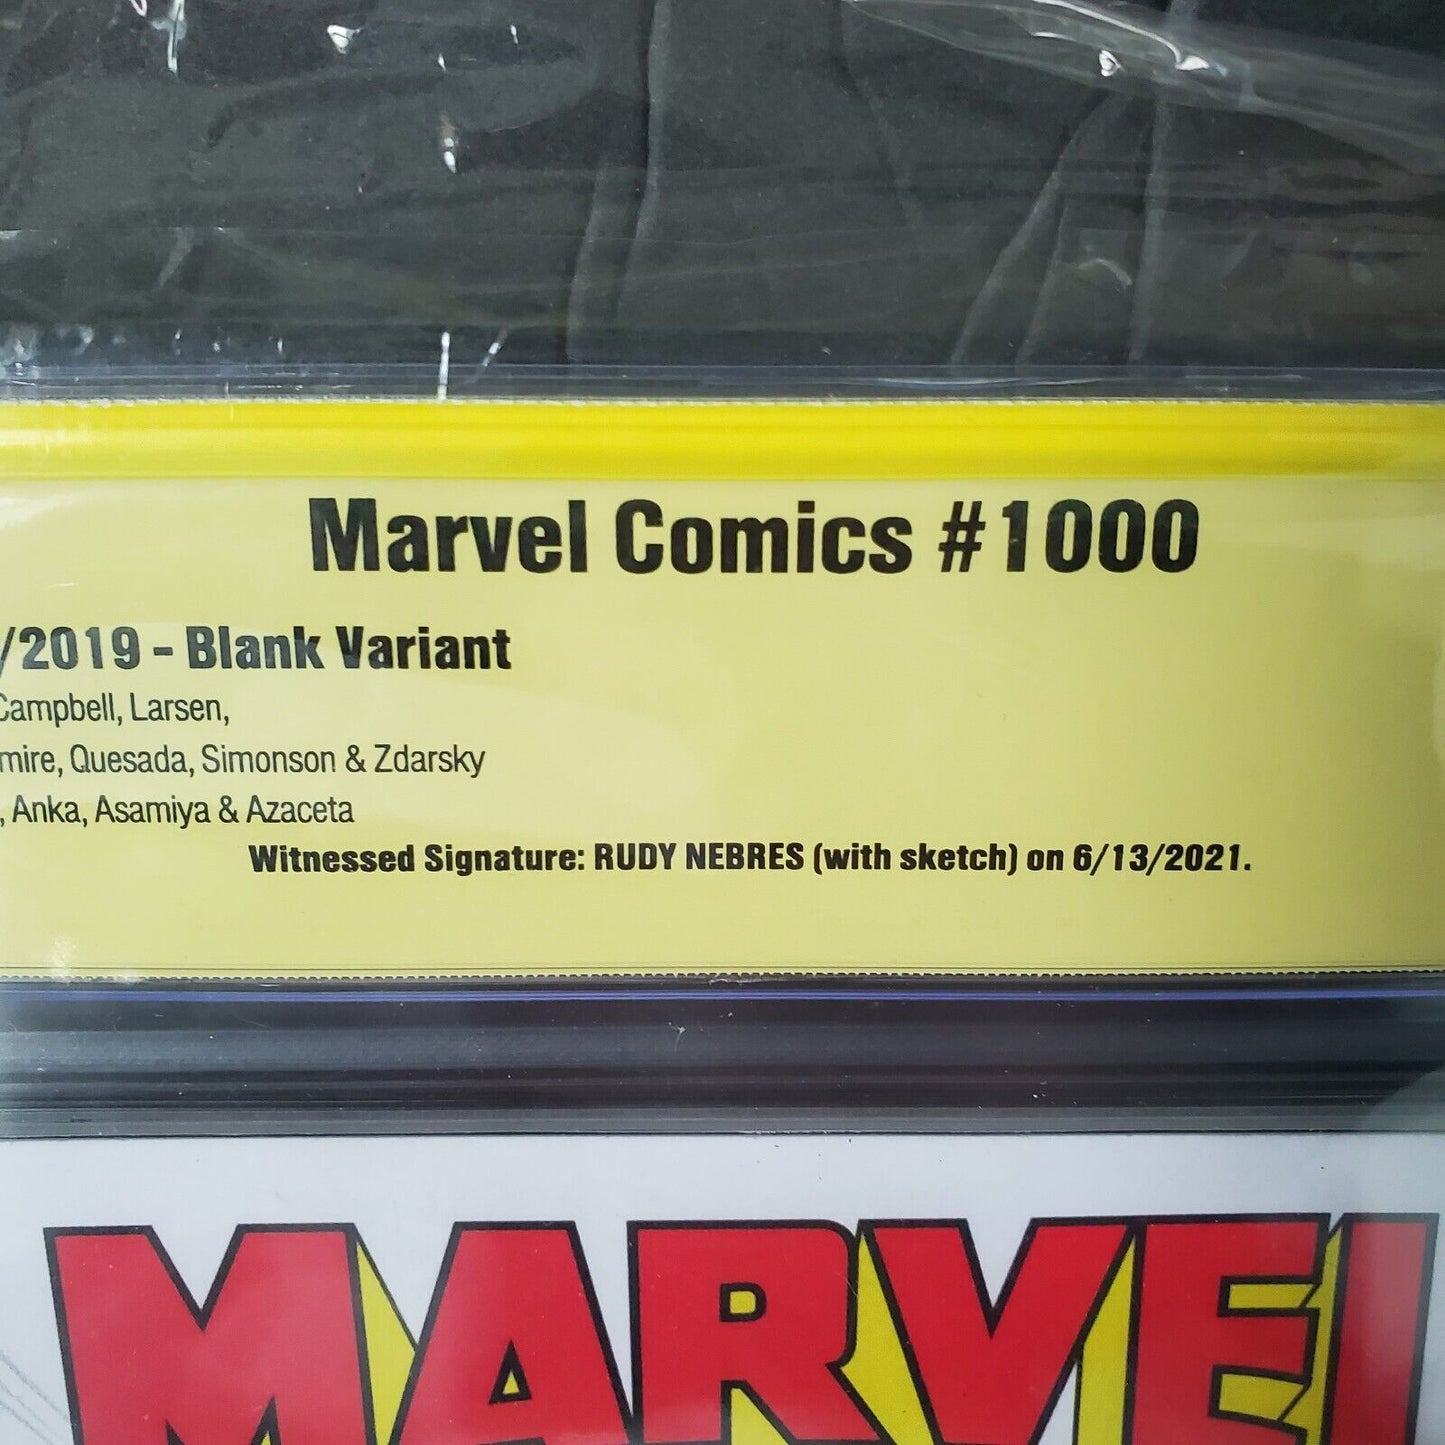 Marvel Comics #1000
/2019 - Blank Variant
Campbell, Larsen,
mire, Quesada, Simonson & Zdarsky
, Anka, Asamiya & Azaceta
Witnessed Signature: RUDY NEBRES (with sketch) on 6/13/2021.
MARVEL